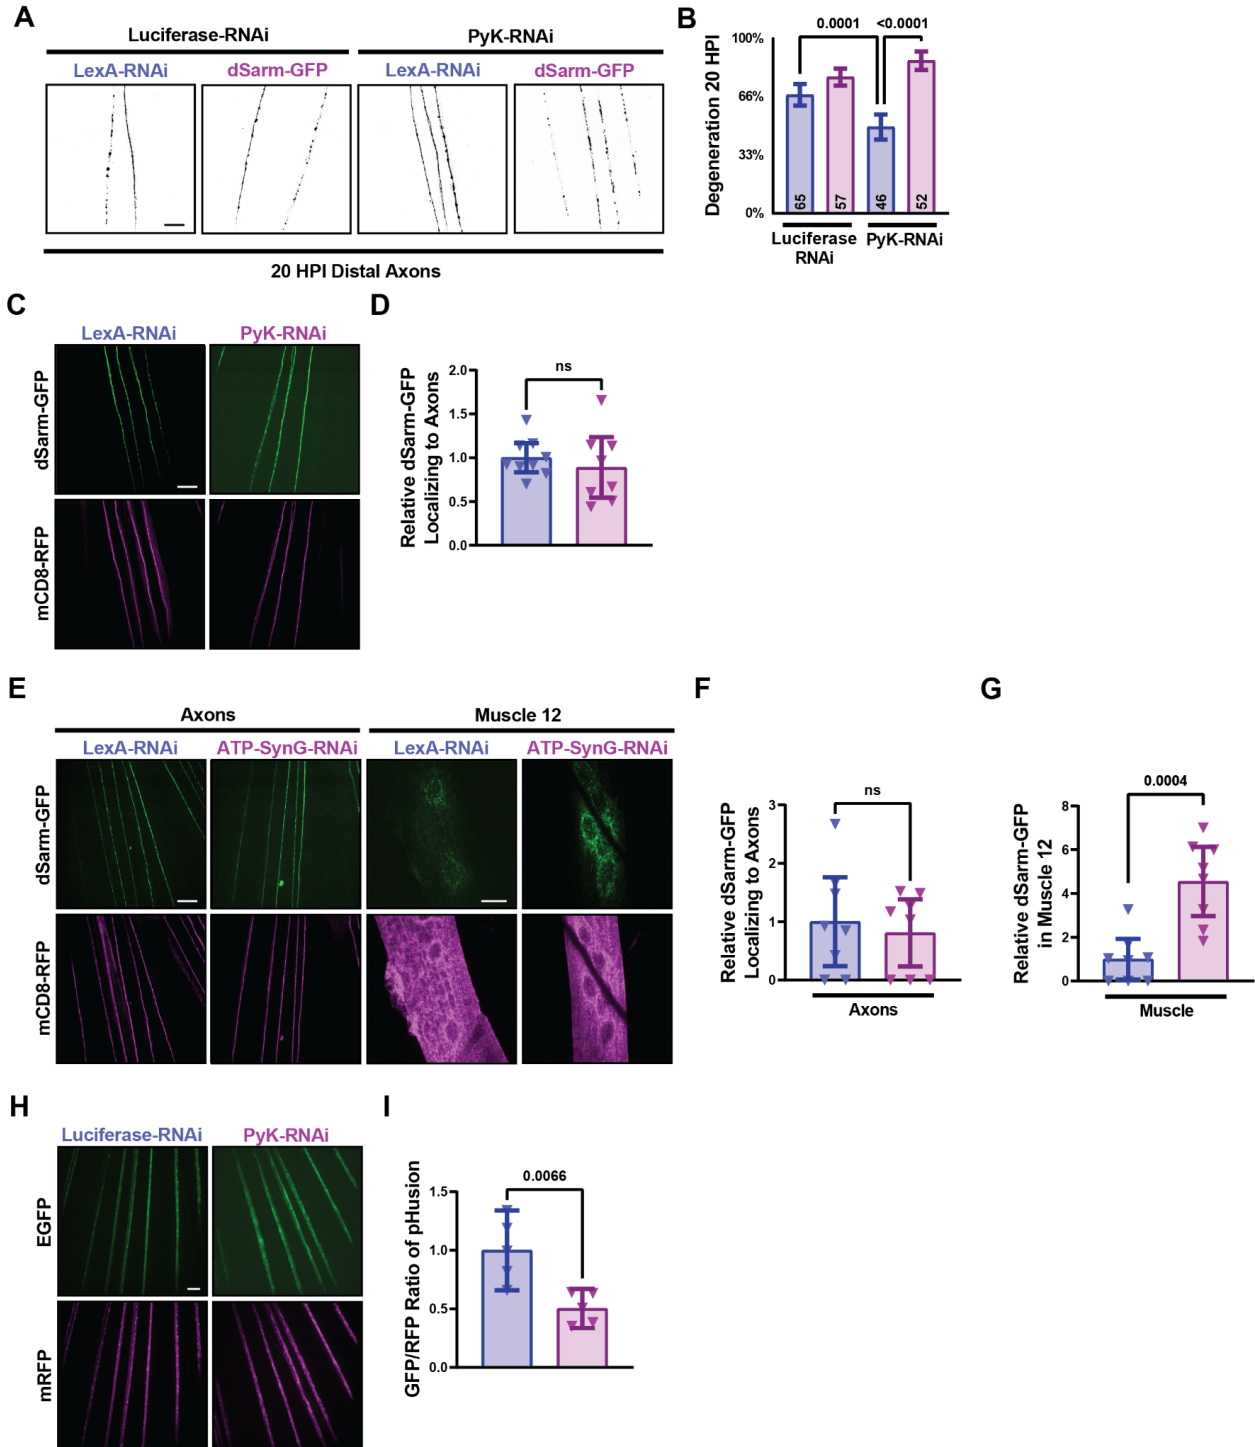 A
Luciferase-RNAi PyK-RNAi
LexA-RNAi dSarm-GFP LexA-RNAi dSarm-GFP
20 HPI Distal Axons
B
0.0001 <0.0001
Degeneration 20 HPI
100%
66%
33%
0%
65 57 46 52
Luciferase RNAi
PyK-RNAi
C
LexA-RNAi PyK-RNAi
dSarm-GFP
mCD8-RFP
D
ns
Relative dSarm-GFP
Localizing to Axons
2.0
1.5
1.0
0.5
0.0
E
Axons Muscle 12
LexA-RNAi ATP-SynG-RNAi LexA-RNAi ATP-SynG-RNAi
dSarm-GFP
mCD8-RFP
F
ns
Relative dSarm-GFP
Localizing to Axons
3
2
1
0
Axons
G
0.0004
Relative dSarm-GFP
in Muscle 12
8
6
4
2
0
Muscle
H
Luciferase-RNAi PyK-RNAi
EGFP
mRFP
I
0.0066
GFP/RFP Ratio of pHusion
1.5
1.0
0.5
0.0